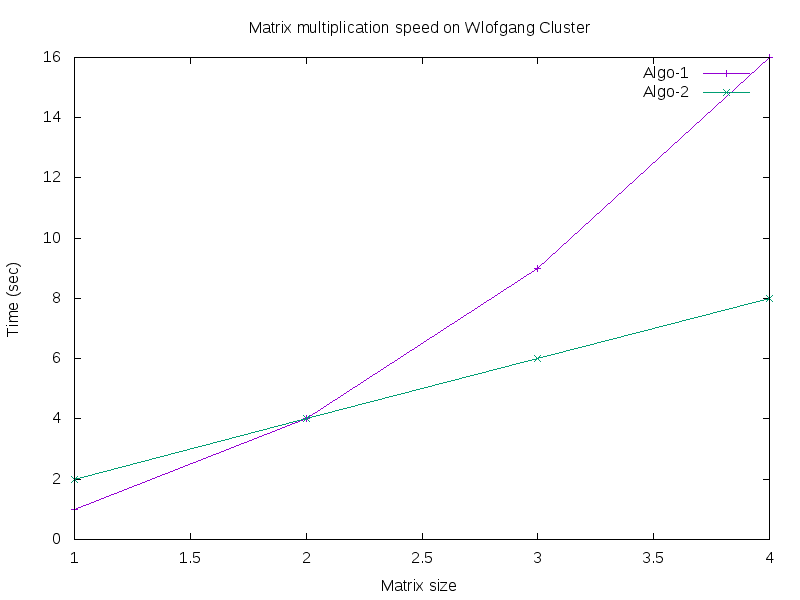 Matrix multiplication speed on Wlofgang Cluster
Algo-1
Algo-2
16
14
12
10
8
6
4
2
0
Time (sec)
1 1.5 2 2.5 3 3.5 4
Matrix size